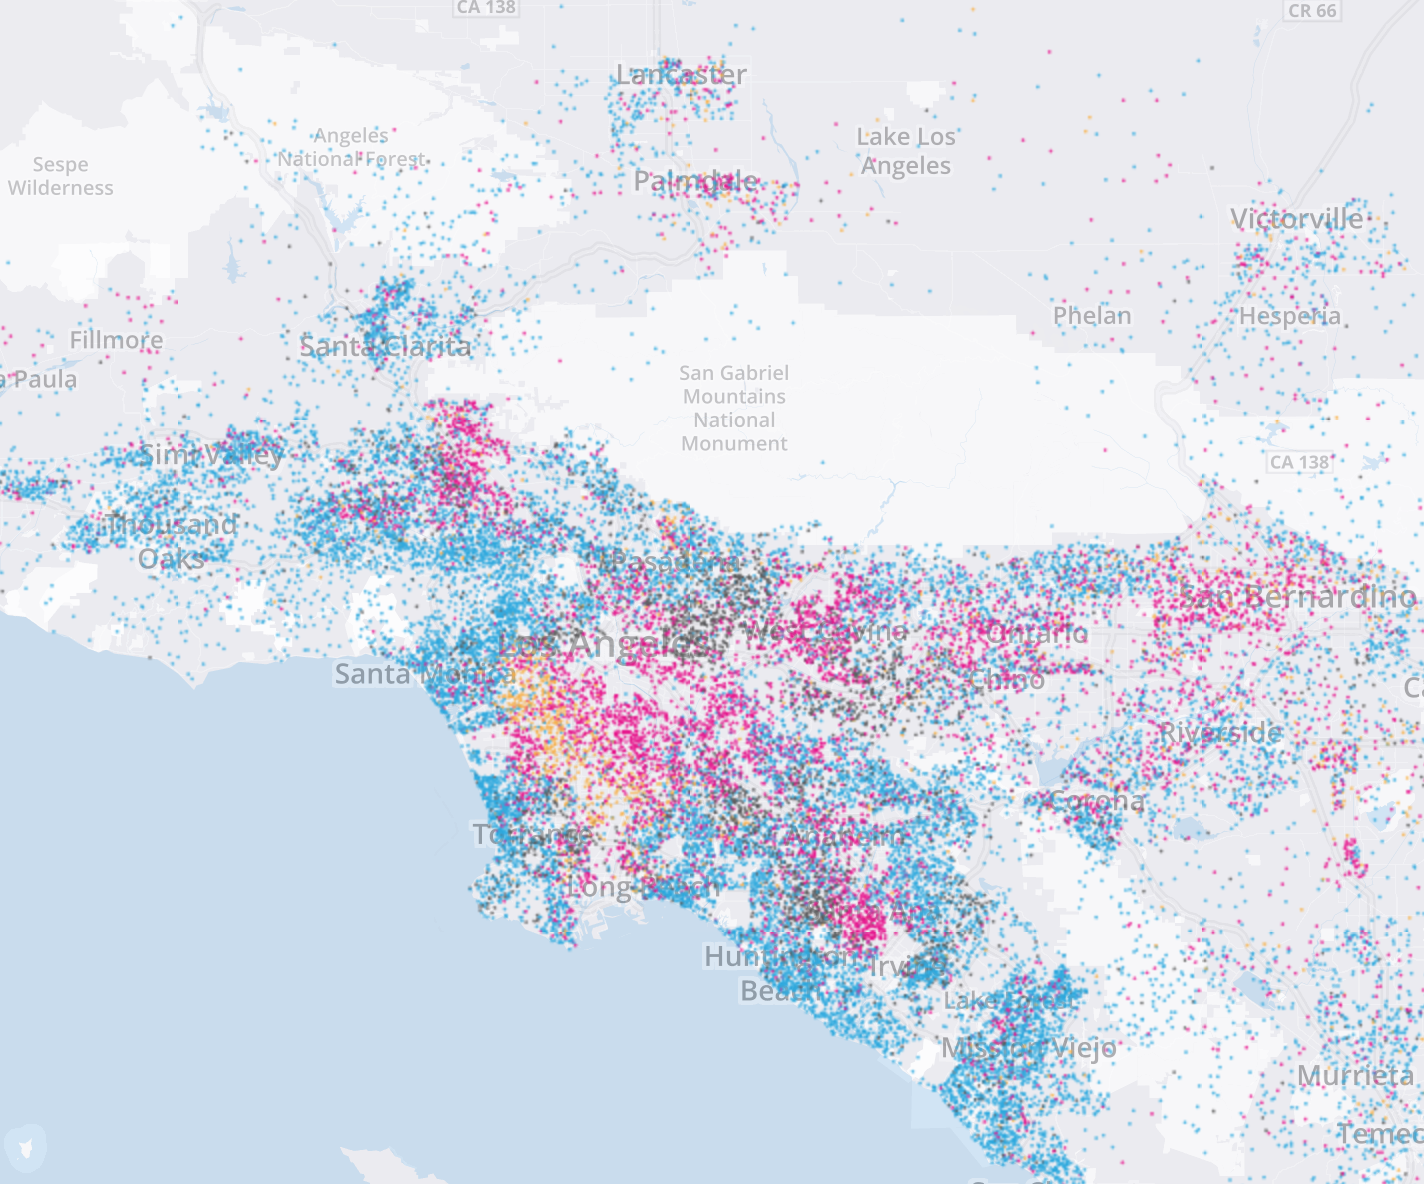 CA 138
CR 66
Lancaster
Angeles
National Forest
Lake Los
Angeles
Sespe
Wilderness
Palmdale
Victorville
Phelan
Hesperia
Fillmore
Santa Clarita
a Paula
San Gabriel
Mountains
National
Monument
Simi Valley
CA 138
Thousand
Oaks
Pasadena
San Bernardino
Los Angeles
West Covina
Ontario
Santa Monica
Chino
Riverside
Corona
Torrance
Anaheim
Long Beach
Huntington
Beach
Irvine
Lake Forest
Mission Viejo
Murrieta
Teme